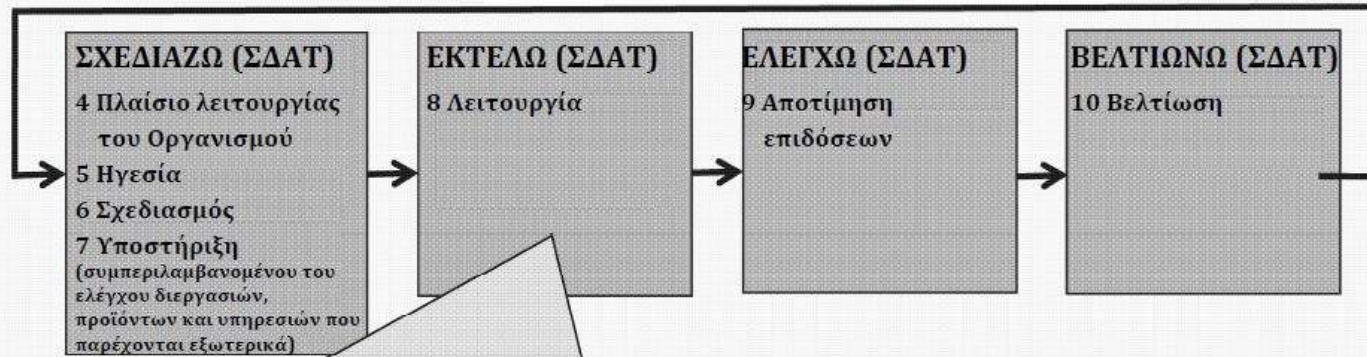 ΣΧΕΔΙΑΖΩ (ΣΔΑΤ)
4 Πλαίσιο λειτουργίας
του Οργανισμού
5 Ηγεσία
6 Σχεδιασμός
7 Υποστήριξη
(συμπεριλαμβανομένου του
ελέγχου διεργασιών,
προϊόντων και υπηρεσιών που
παρέχονται εξωτερικά)
ΕΚΤΕΛΩ (ΣΔΑΤ)
8 Λειτουργία
ΕΛΕΓΧΩ (ΣΔΑΤ)
9 Αποτίμηση
επιδόσεων
ΒΕΛΤΙΩΝΩ (ΣΔΑΤ)
10 Βελτίωση